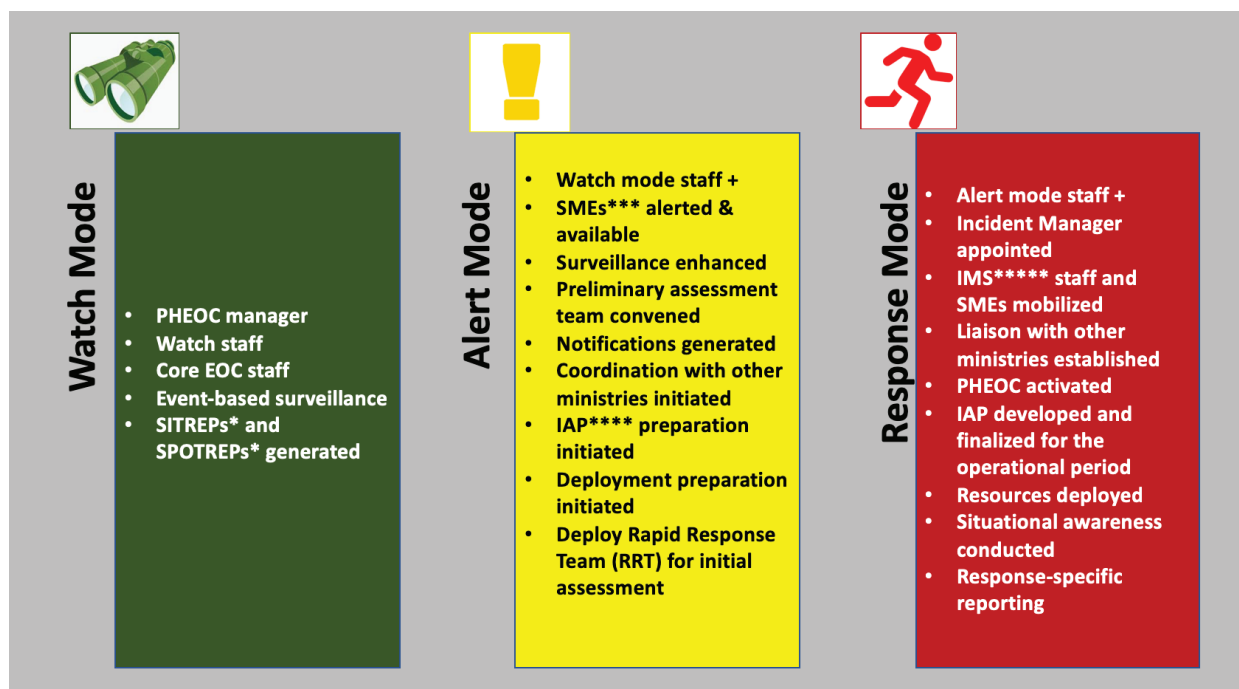 Watch Mode
• PHEOC manager
• Watch staff
• Core EOC staff
• Event-based surveillance
• SITREPs* and
SPOTREPs* generated
Alert Mode
• Watch mode staff +
• SMEs*** alerted &
available
• Surveillance enhanced
• Preliminary assessment
team convened
• Notifications generated
• Coordination with other
ministries initiated
• IAP**** preparation
initiated
• Deployment preparation
initiated
• Deploy Rapid Response
Team (RRT) for initial
assessment
Response Mode
• Alert mode staff +
• Incident Manager
appointed
• IMS***** staff and
SMEs mobilized
• Liaison with other
ministries established
• PHEOC activated
• IAP developed and
finalized for the
operational period
• Resources deployed
• Situational awareness
conducted
• Response-specific
reporting